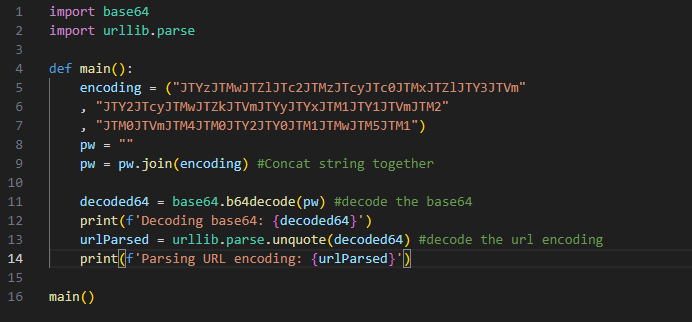 1 import base64
2 import urllib.parse
3
4 def main():
5     encoding = ("JTYzJTMwJTZlJTc2JTMzJTcyJTc0JTMxJTZlJTY3JTVm"
6     , "JTY2JTcyJTMwJTZkJTVmJTYyJTYxJTM1JTY1JTVmJTM2"
7     , "JTM0JTVmJTM4JTM0JTY2JTY0JTM1JTMwJTM5JTM1")
8     pw = ""
9     pw = pw.join(encoding) #Concat string together
10
11     decoded64 = base64.b64decode(pw) #decode the base64
12     print(f'Decoding base64: {decoded64}')
13     urlParsed = urllib.parse.unquote(decoded64) #decode the url encoding
14     print(f'Parsing URL encoding: {urlParsed}')
15
16 main()